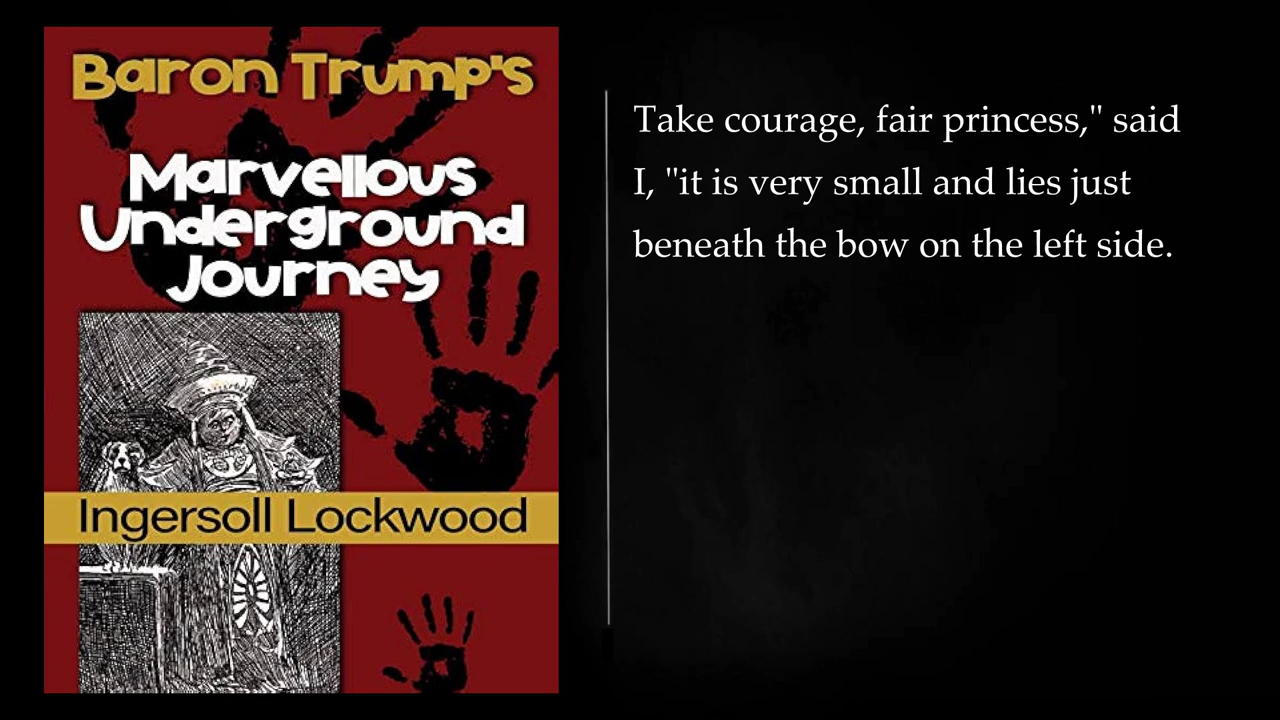 Baron Trump's
Marvellous
Underground
Journey
Ingersoll Lockwood
Take courage, fair princess," said
I, "it is very small and lies just
beneath the bow on the left side.